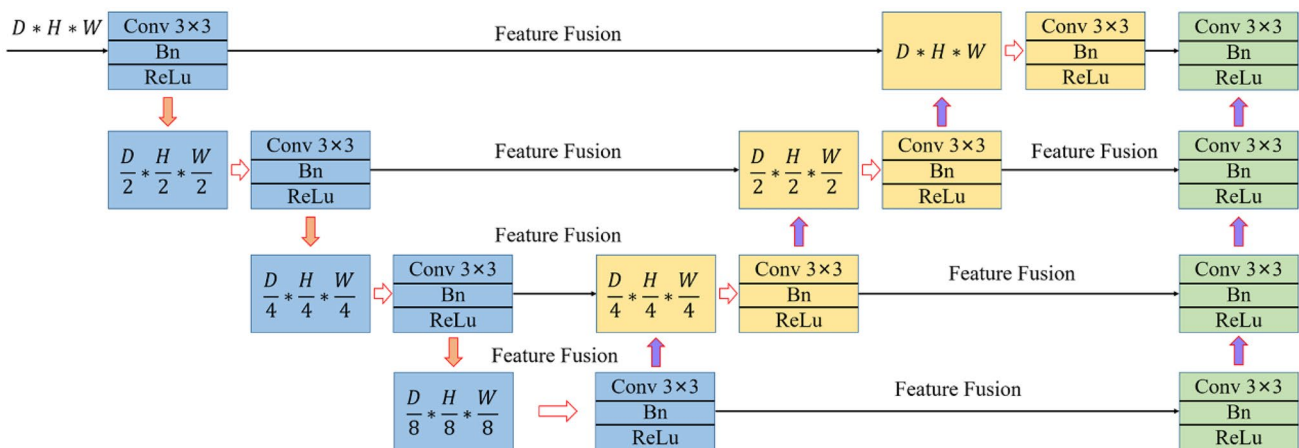 D * H * W
Conv 3×3
Bn
ReLu
Feature Fusion
D * H * W
Conv 3×3
Bn
ReLu
Conv 3×3
Bn
ReLu
D/2 * H/2 * W/2
Conv 3×3
Bn
ReLu
Feature Fusion
D/2 * H/2 * W/2
Conv 3×3
Bn
ReLu
Feature Fusion
Conv 3×3
Bn
ReLu
D/4 * H/4 * W/4
Conv 3×3
Bn
ReLu
Feature Fusion
D/4 * H/4 * W/4
Conv 3×3
Bn
ReLu
Feature Fusion
Conv 3×3
Bn
ReLu
D/8 * H/8 * W/8
Feature Fusion
Conv 3×3
Bn
ReLu
Feature Fusion
Conv 3×3
Bn
ReLu